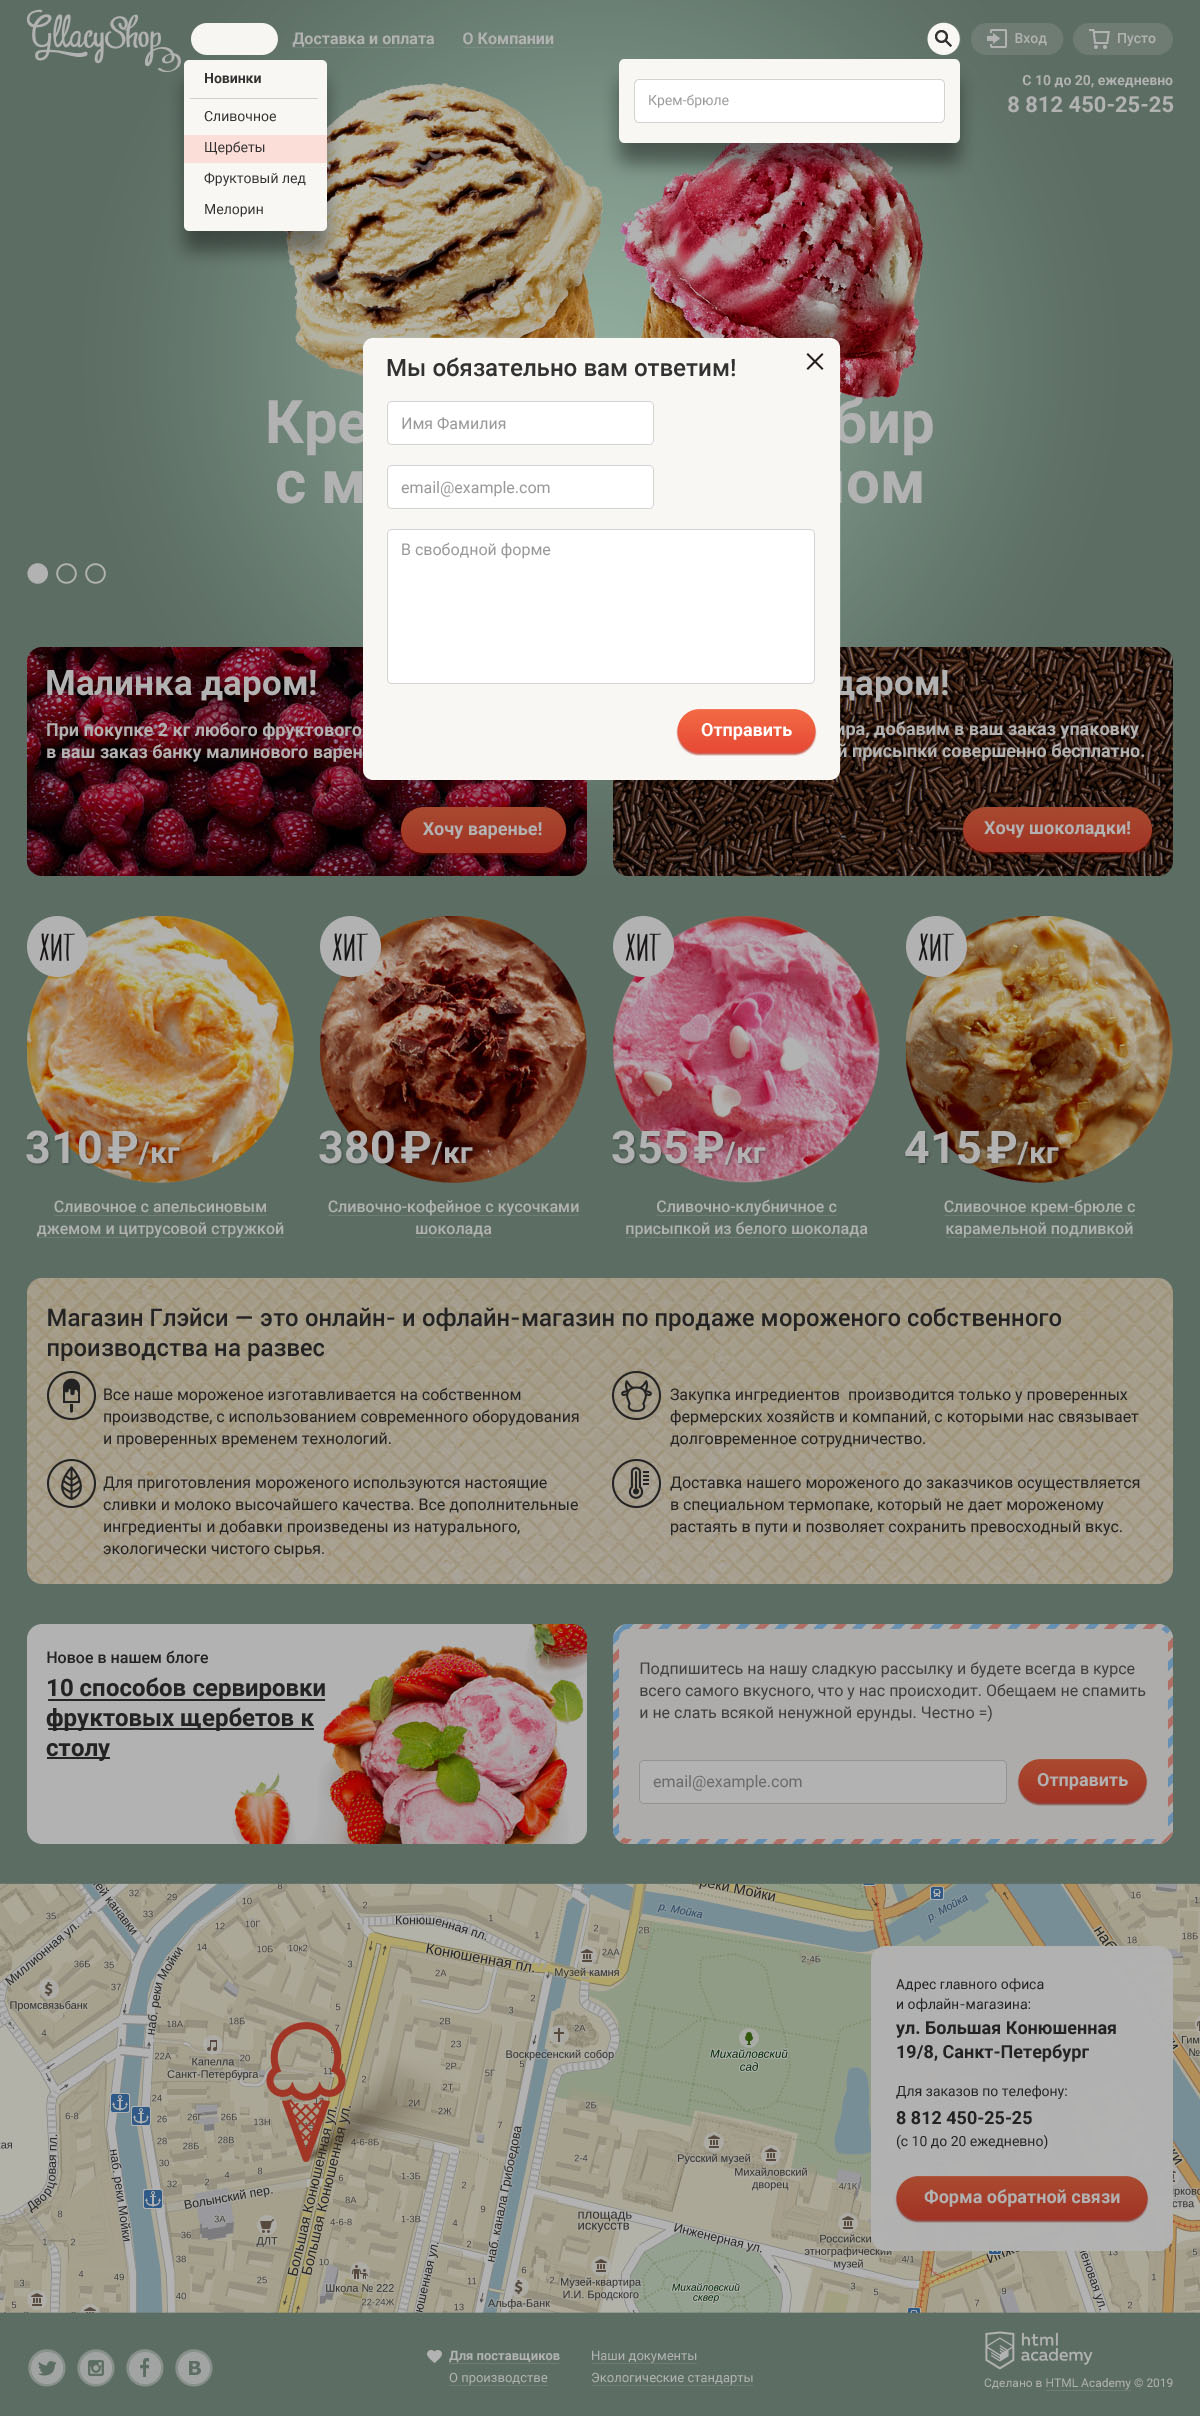 GllacyShop
Доставка и оплата
О Компании
Вход
Пусто
Новинки
Сливочное
Щербеты
Фруктовый лед
Мелорин
Крем-брюле
С 10 до 20, ежедневно
8 812 450-25-25
Мы обязательно вам ответим!
Имя Фамилия
email@example.com
В свободной форме
Отправить
Малинка даром!
При покупке 2 кг любого фруктового
в ваш заказ банку малинового
даром!
добавим в ваш заказ упаковку
присыпки совершенно бесплатно.
Хочу варенье!
Хочу шоколадки!
ХИТ
ХИТ
ХИТ
ХИТ
310 ₽/кг
380 ₽/кг
355 ₽/кг
415 ₽/кг
Сливочное с апельсиновым
джемом и цитрусовой стружкой
Сливочно-кофейное с кусочками
шоколада
Сливочно-клубничное с
присыпкой из белого шоколада
Сливочное крем-брюле с
карамельной подливкой
Магазин Глэйси — это онлайн- и офлайн-магазин по продаже мороженого собственного
производства на развес
Все наше мороженое изготавливается на собственном
производстве, с использованием современного оборудования
и проверенных временем технологий.
Закупка ингредиентов  производится только у проверенных
фермерских хозяйств и компаний, с которыми нас связывает
долговременное сотрудничество.
Для приготовления мороженого используются настоящие
сливки и молоко высочайшего качества. Все дополнительные
ингредиенты и добавки произведены из натурального,
экологически чистого сырья.
Доставка нашего мороженого до заказчиков осуществляется
в специальном термопаке, который не дает мороженому
растаять в пути и позволяет сохранить превосходный вкус.
Новое в нашем блоге
10 способов сервировки
фруктовых щербетов к
столу
Подпишитесь на нашу сладкую рассылку и будете всегда в курсе
всего самого вкусного, что у нас происходит. Обещаем не спамить
и не слать всякой ненужной ерунды. Честно =)
email@example.com
Отправить
реки Мойки
р. Мойка
р. Мойка
Конюшенная пл.
Конюшенная пл.
Миллионная ул.
Промсвязьбанк
наб. реки Мойки
Музей камня
Капелла
Санкт-Петербурга
Воскресенский собор
Михайловский
сад
Дворцовая пл.
наб. реки Мойки
Волынский пер.
ДЛТ
Большая Конюшенная ул.
Большая Конюшенная ул.
Школа № 222
наб. канала Грибоедова
Альфа-Банк
Русский музей
Михайловский
дворец
площадь
искусств
Инженерная ул.
Музей-квартира
И.И. Бродского
Михайловский
сквер
этнографический
музей
Адрес главного офиса
и офлайн-магазина:
ул. Большая Конюшенная
19/8, Санкт-Петербург
Для заказов по телефону:
8 812 450-25-25
(с 10 до 20 ежедневно)
Форма обратной связи
Для поставщиков
О производстве
Наши документы
Экологические стандарты
html
academy
Сделано в HTML Academy © 2019